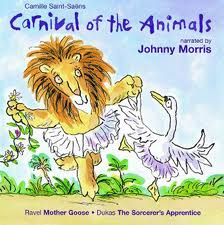 Camille Saint-Saëns
Carnival of the Animals
narrated by
Johnny Morris
Ravel Mother Goose • Dukas The Sorcerer's Apprentice